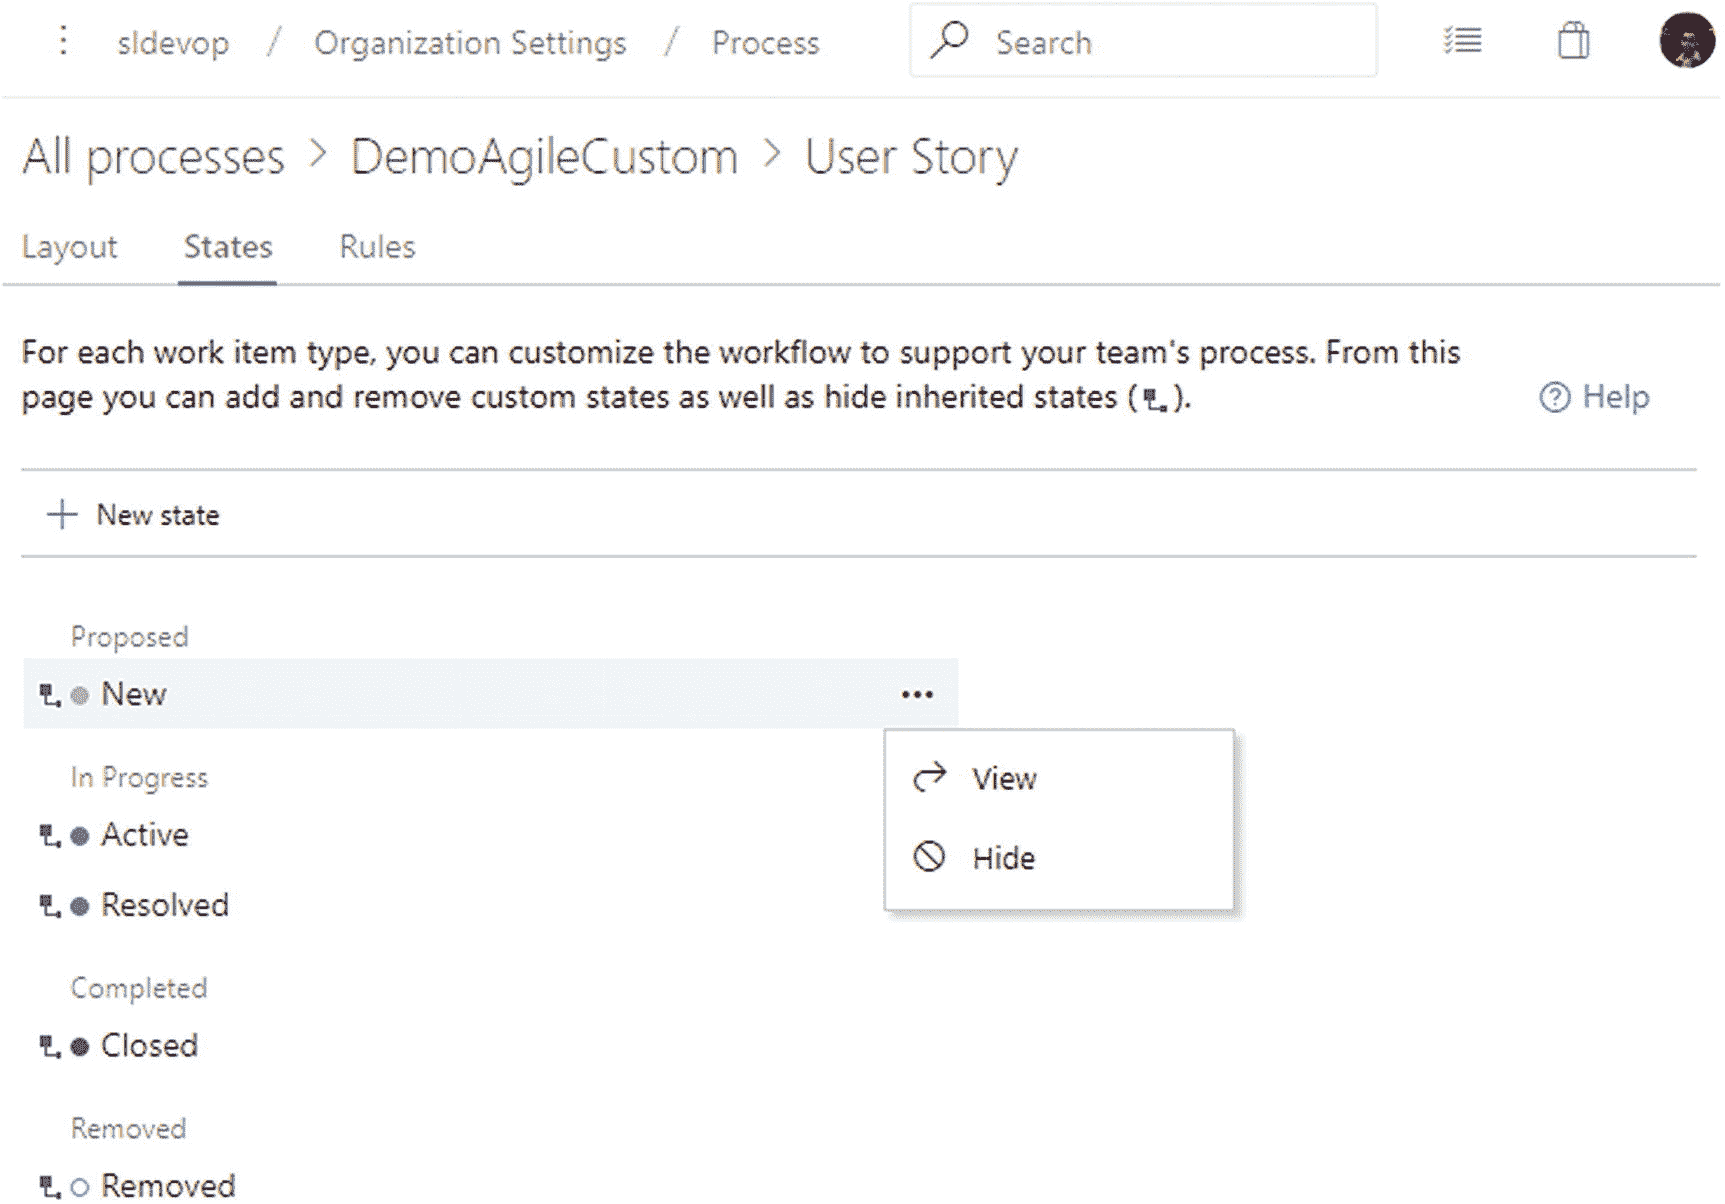 sldevop / Organization Settings / Process Search
All processes > DemoAgileCustom > User Story
Layout States Rules
For each work item type, you can customize the workflow to support your team's process. From this
page you can add and remove custom states as well as hide inherited states ( ).
Help
+ New state
Proposed
New ...
View
Hide
In Progress
Active
Resolved
Completed
Closed
Removed
Removed